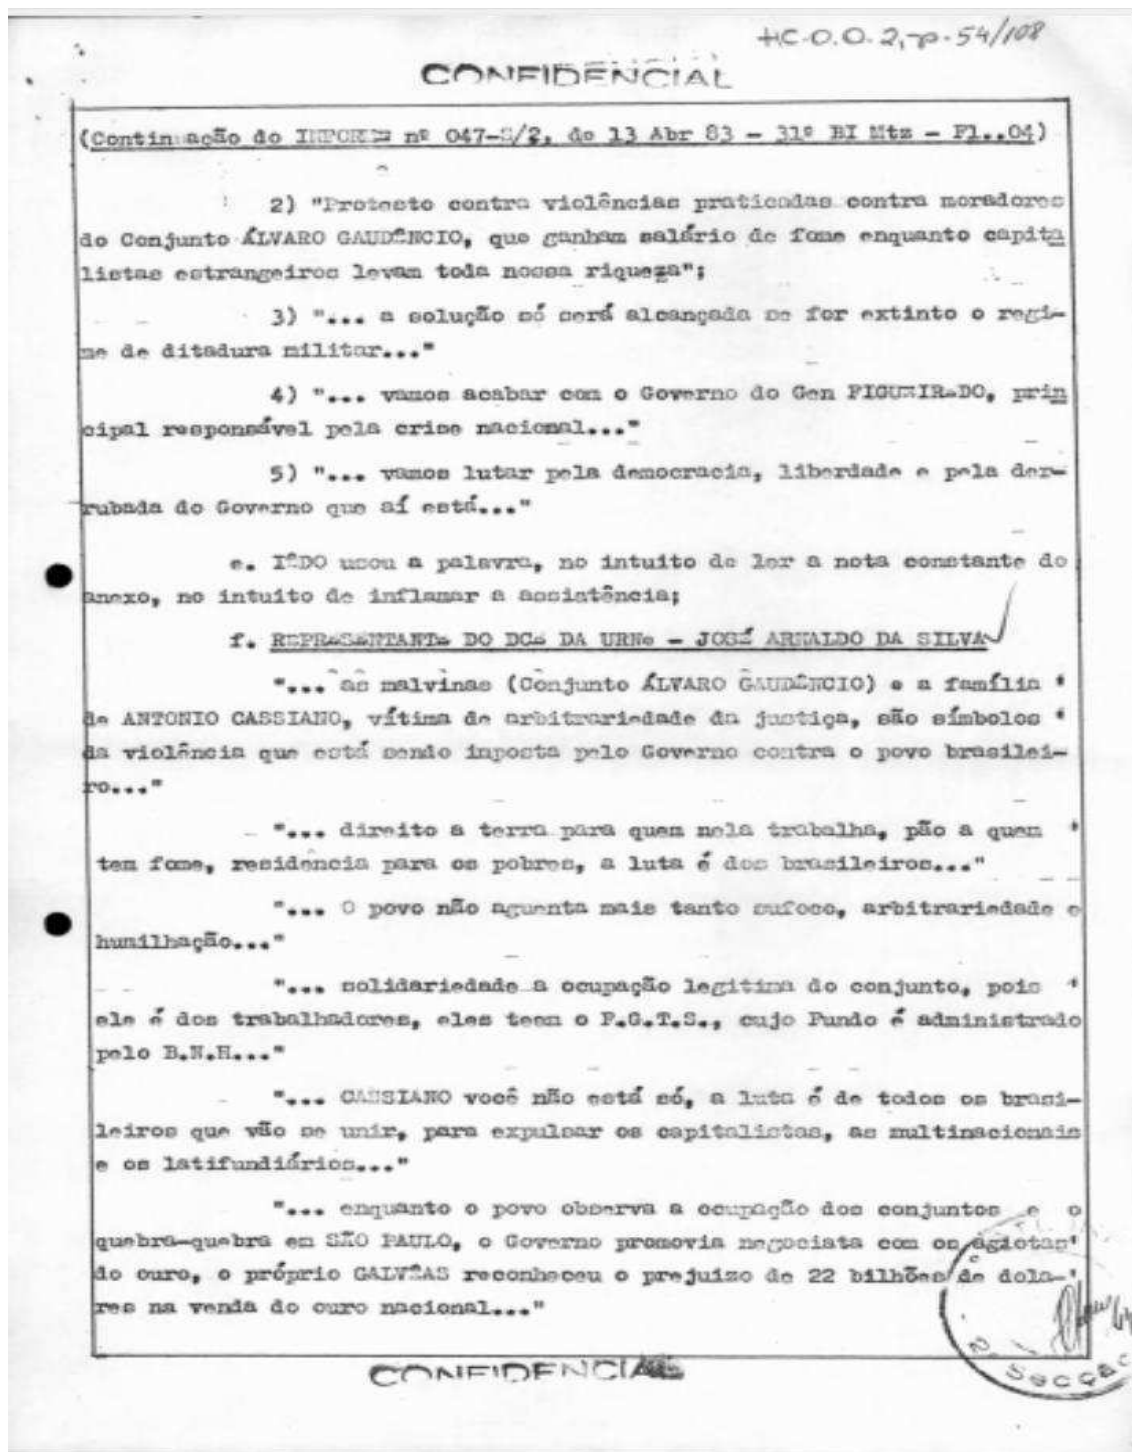 HC.O.O.2, p.54/108
CONFIDENCIAL
(Continuação do INFORME nº 047-S/2, de 13 Abr 83 - 31º BI Mtz - Fl..04)
2) "Protesto contra violências praticadas contra moradores
do Conjunto ÁLVARO GAUDÊNCIO, que ganham salário de fome enquanto capita
listas estrangeiros levam toda nossa riqueza";
3) "... a solução só será alcançada se for extinto o regi-
me de ditadura militar..."
4) "... vamos acabar com o Governo do Gen FIGUEIREDO, prin
cipal responsável pela crise nacional..."
5) "... vamos lutar pela democracia, liberdade e pela der-
rubada do Governo que aí está..."
e. IÊDO usou a palavra, no intuito de ler a nota constante do
anexo, no intuito de inflamar a assistência;
f. REPRESENTANTE DO DCE DA URNe - JOSÉ ARNALDO DA SILVA
"... as malvinas (Conjunto ÁLVARO GAUDÊNCIO) e a família '
de ANTONIO CASSIANO, vítima de arbitrariedade da justiça, são símbolos '
da violência que está sendo imposta pelo Governo contra o povo brasilei-
ro..."
"... direito a terra para quem nela trabalha, pão a quem '
tem fome, residência para os pobres, a luta é dos brasileiros..."
"... O povo não aguenta mais tanto sufoco, arbitrariedade e
humilhação..."
"... solidariedade a ocupação legitima do conjunto, pois '
ele é dos trabalhadores, eles teem o F.G.T.S., cujo Fundo é administrado
pelo B.N.H..."
"... CASSIANO você não está só, a luta é de todos os brasi-
leiros que vão se unir, para expulsar os capitalistas, as multinacionais
e os latifundiários..."
"... enquanto o povo observa a ocupação dos conjuntos e o
quebra-quebra em SÃO PAULO, o Governo promovia negociata com os agiotas'
do ouro, o próprio GALVÊAS reconheceu o prejuizo de 22 bilhões de dola-'
res na venda do ouro nacional..."
2ª Secção
CONFIDENCIAL